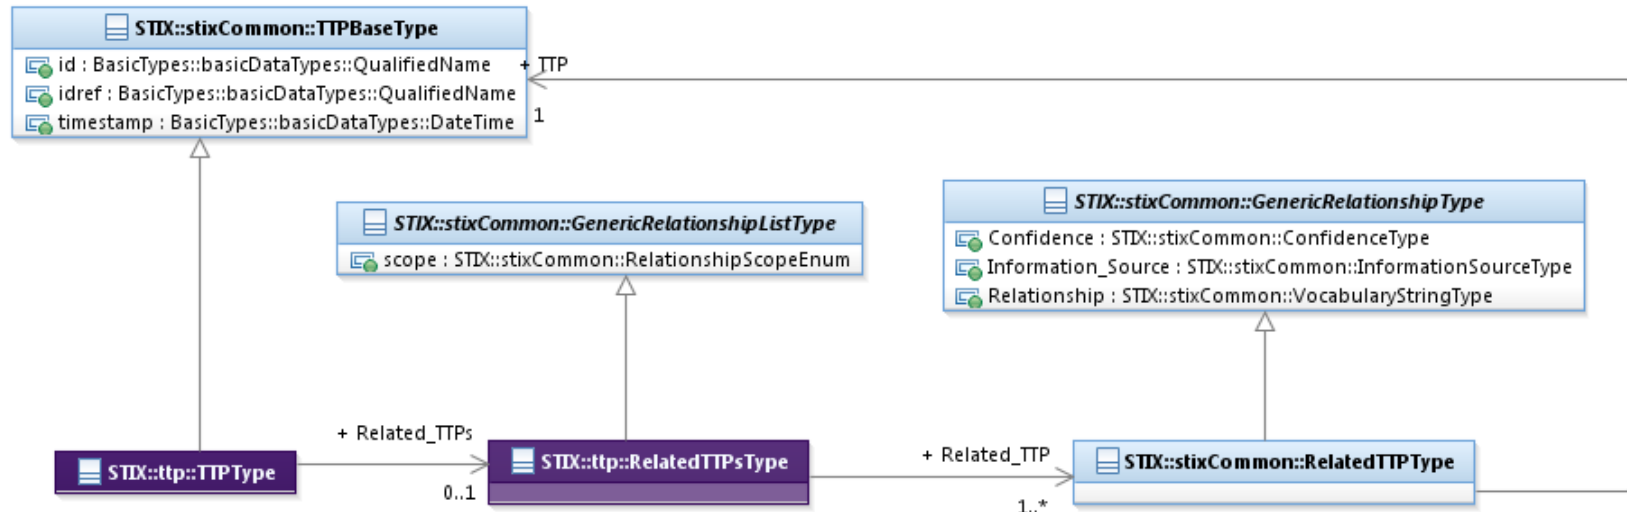 STIX::stixCommon::TTPBaseType
id : BasicTypes::basicDataTypes::QualifiedName
idref : BasicTypes::basicDataTypes::QualifiedName
timestamp : BasicTypes::basicDataTypes::DateTime
+ TTP
1
STIX::stixCommon::GenericRelationshipListType
scope : STIX::stixCommon::RelationshipScopeEnum
STIX::stixCommon::GenericRelationshipType
Confidence : STIX::stixCommon::ConfidenceType
Information_Source : STIX::stixCommon::InformationSourceType
Relationship : STIX::stixCommon::VocabularyStringType
STIX::ttp::TTPType
+ Related_TTPs
0..1
STIX::ttp::RelatedTTPsType
+ Related_TTP
1..*
STIX::stixCommon::RelatedTTPType